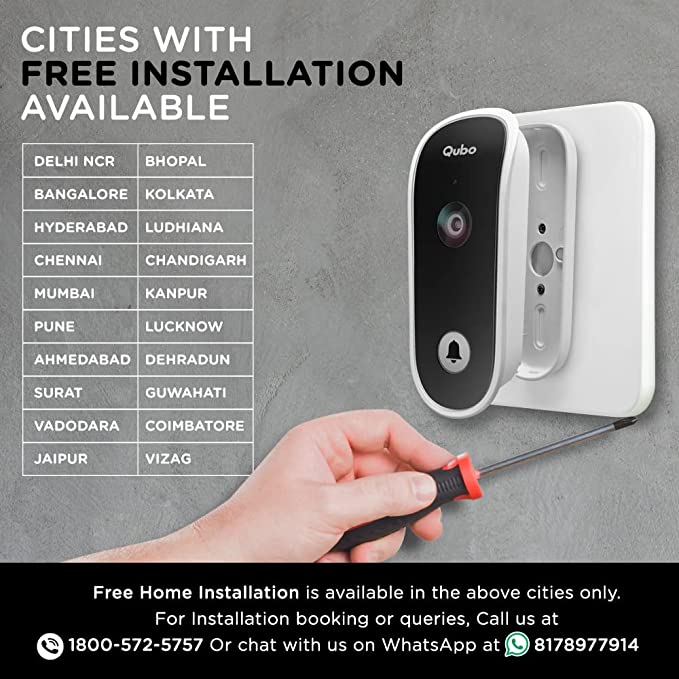 CITIES WITH
FREE INSTALLATION
AVAILABLE
DELHI NCR BHOPAL
BANGALORE KOLKATA
HYDERABAD LUDHIANA
CHENNAI CHANDIGARH
MUMBAI KANPUR
PUNE LUCKNOW
AHMEDABAD DEHRADUN
SURAT GUWAHATI
VADODARA COIMBATORE
JAIPUR VIZAG
Qubo
Free Home Installation is available in the above cities only.
For Installation booking or queries, Call us at
1800-572-5757 Or chat with us on WhatsApp at 8178977914